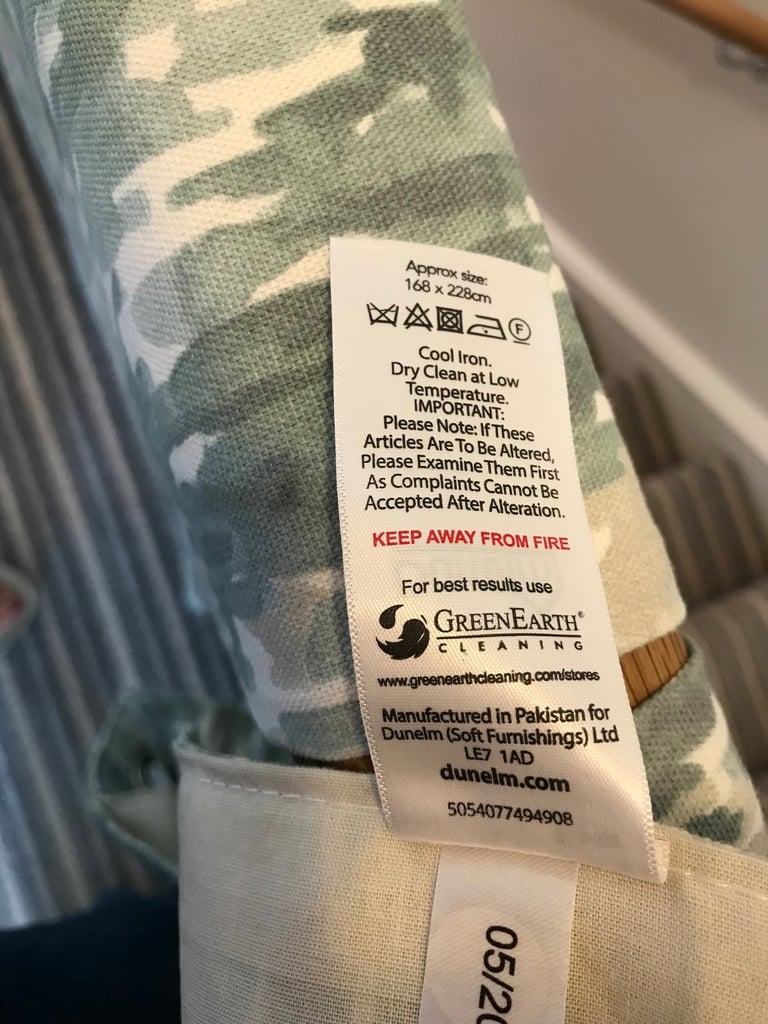 Approx size:
168 x 228cm
F
Cool Iron.
Dry Clean at Low
Temperature.
IMPORTANT:
Please Note: If These
Articles Are To Be Altered,
Please Examine Them First
As Complaints Cannot Be
Accepted After Alteration.
KEEP AWAY FROM FIRE
For best results use
GREENEARTH®
CLEANING
www.greenearthcleaning.com/stores
Manufactured in Pakistan for
Dunelm (Soft Furnishings) Ltd
LE7 1AD
dunelm.com
5054077494908
05/20